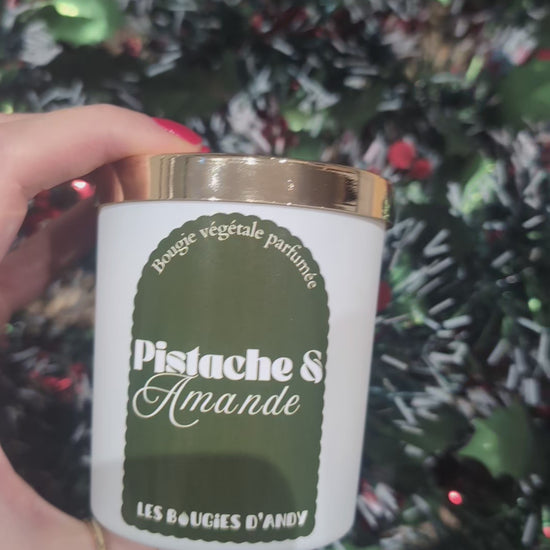 Bougie végétale parfumée
Pistache &
Amande
LES BOUGIES D'ANDY